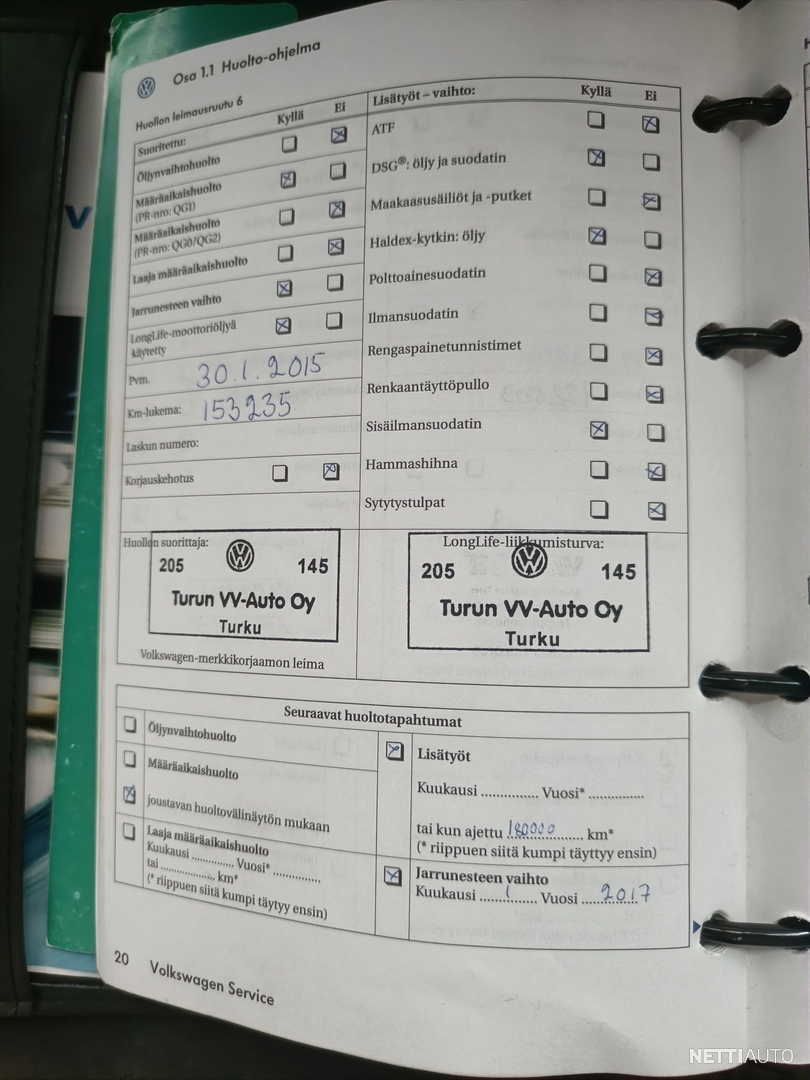 Osa 1.1 Huolto-ohjelma
Huollon leimausruutu 6
Suoritettu: Kyllä Ei
Öljynvaihtohuolto
Määräaikaishuolto
(PR-nro: QG1)
Määräaikaishuolto
(PR-nro: QG0/QG2)
Laaja määräaikaishuolto
Jarrunesteen vaihto
LongLife-moottoriöljyä
käytetty
Pvm. 30.1.2015
Km-lukema: 153235
Laskun numero:
Korjauskehotus
Lisätyöt – vaihto: Kyllä Ei
ATF
DSG®: öljy ja suodatin
Maakaasusäiliöt ja -putket
Haldex-kytkin: öljy
Polttoainesuodatin
Ilmansuodatin
Rengaspainetunnistimet
Renkaantäyttöpullo
Sisäilmansuodatin
Hammashihna
Sytytystulpat
Huollon suorittaja:
205 145
Turun VV-Auto Oy
Turku
Volkswagen-merkkikorjaamon leima
LongLife-liikkumisturva:
205 145
Turun VV-Auto Oy
Turku
Seuraavat huoltotapahtumat
Öljynvaihtohuolto
Määräaikaishuolto
joustavan huoltovälinäytön mukaan
Laaja määräaikaishuolto
Kuukausi .............. Vuosi* ...............
tai .................. km*
(* riippuen siitä kumpi täytyy ensin)
Lisätyöt
Kuukausi ............... Vuosi* ...............
tai kun ajettu 180000 km*
(* riippuen siitä kumpi täyttyy ensin)
Jarrunesteen vaihto
Kuukausi 1 Vuosi 2017
20 Volkswagen Service
NETTIAUTO